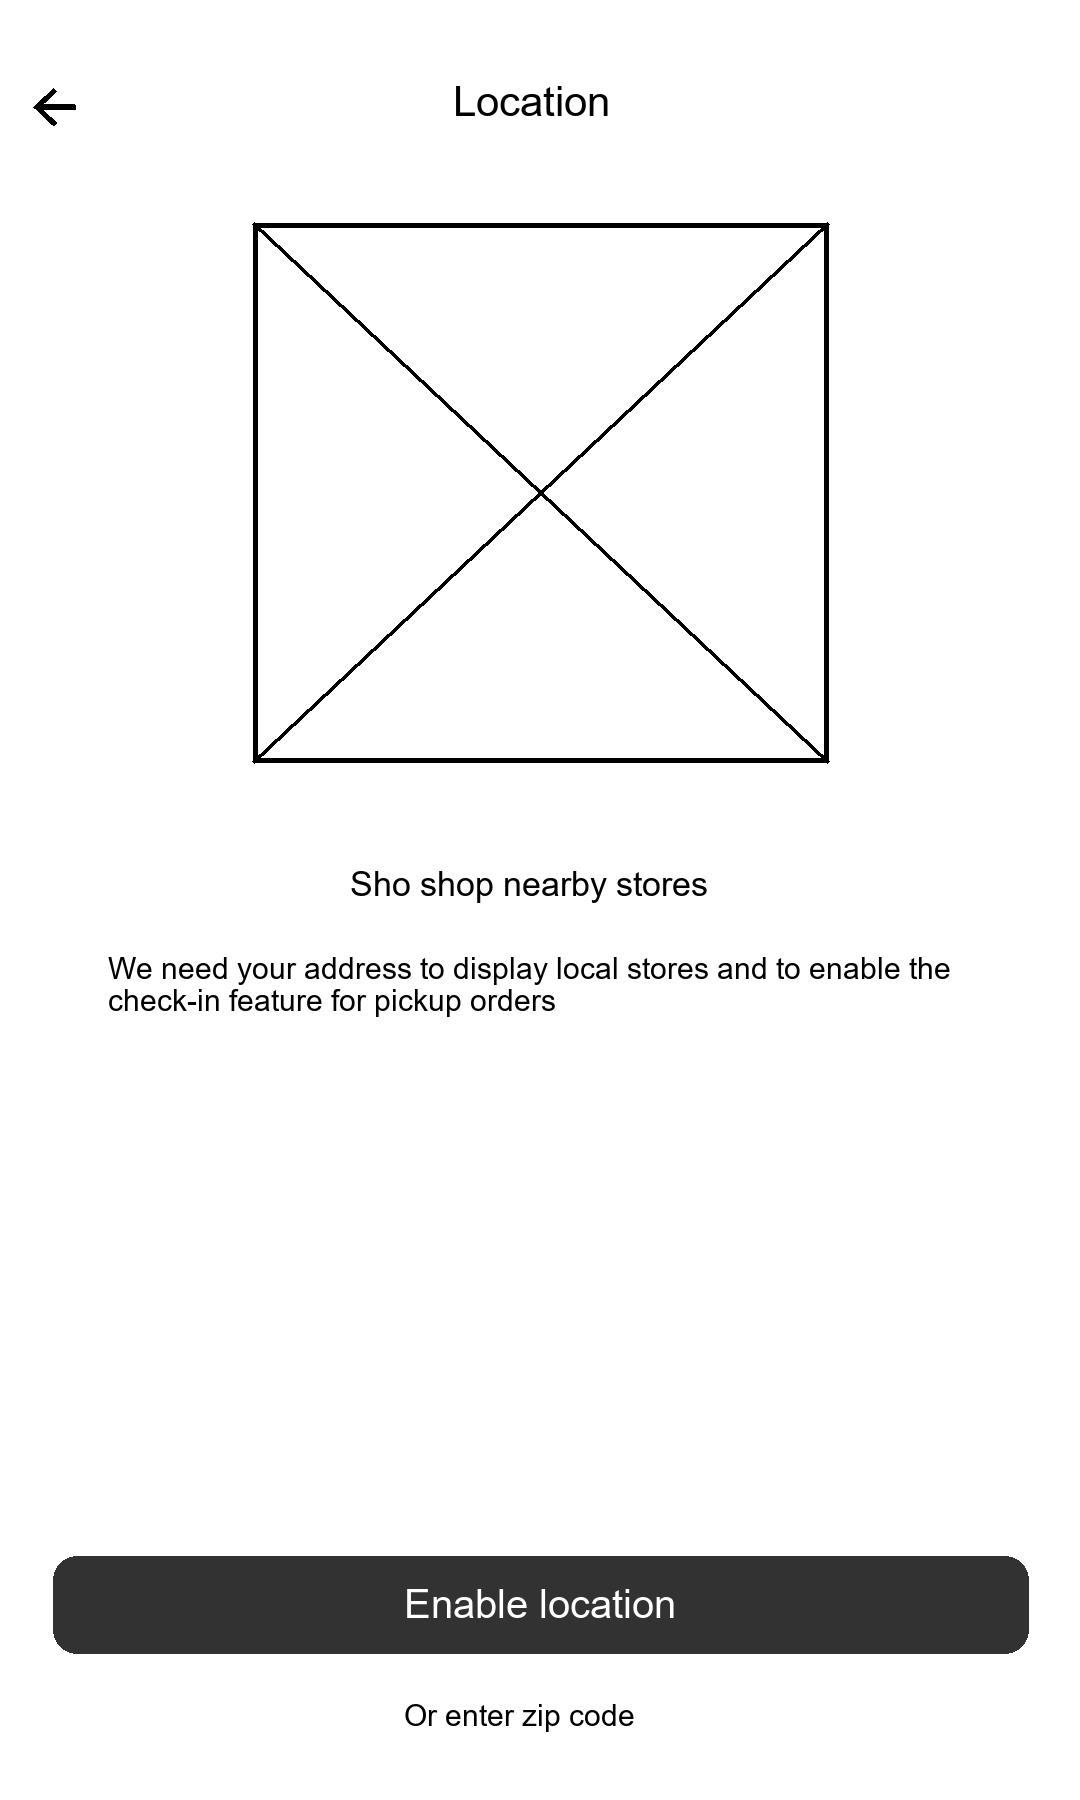 Location
Sho shop nearby stores
We need your address to display local stores and to enable the
check-in feature for pickup orders
Enable location
Or enter zip code